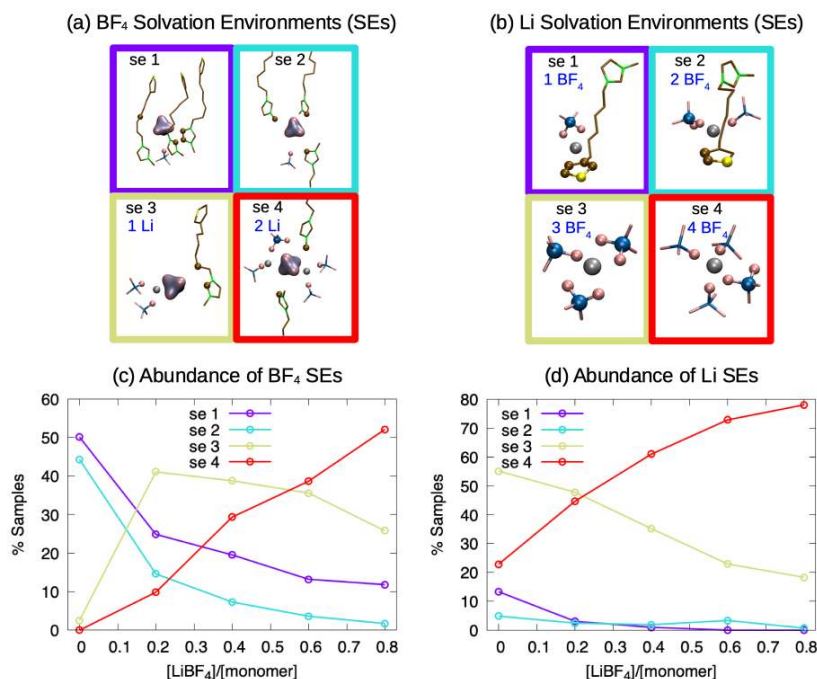 (a) BF₄ Solvation Environments (SEs)
se 1
se 2
se 3
1 Li
se 4
2 Li
(b) Li Solvation Environments (SEs)
se 1
1 BF₄
se 2
2 BF₄
se 3
3 BF₄
se 4
4 BF₄
(c) Abundance of BF₄ SEs
60
50
40
30
20
10
0
% Samples
se 1
se 2
se 3
se 4
0 0.1 0.2 0.3 0.4 0.5 0.6 0.7 0.8
[LiBF₄]/[monomer]
(d) Abundance of Li SEs
80
70
60
50
40
30
20
10
0
% Samples
se 1
se 2
se 3
se 4
0 0.1 0.2 0.3 0.4 0.5 0.6 0.7 0.8
[LiBF₄]/[monomer]